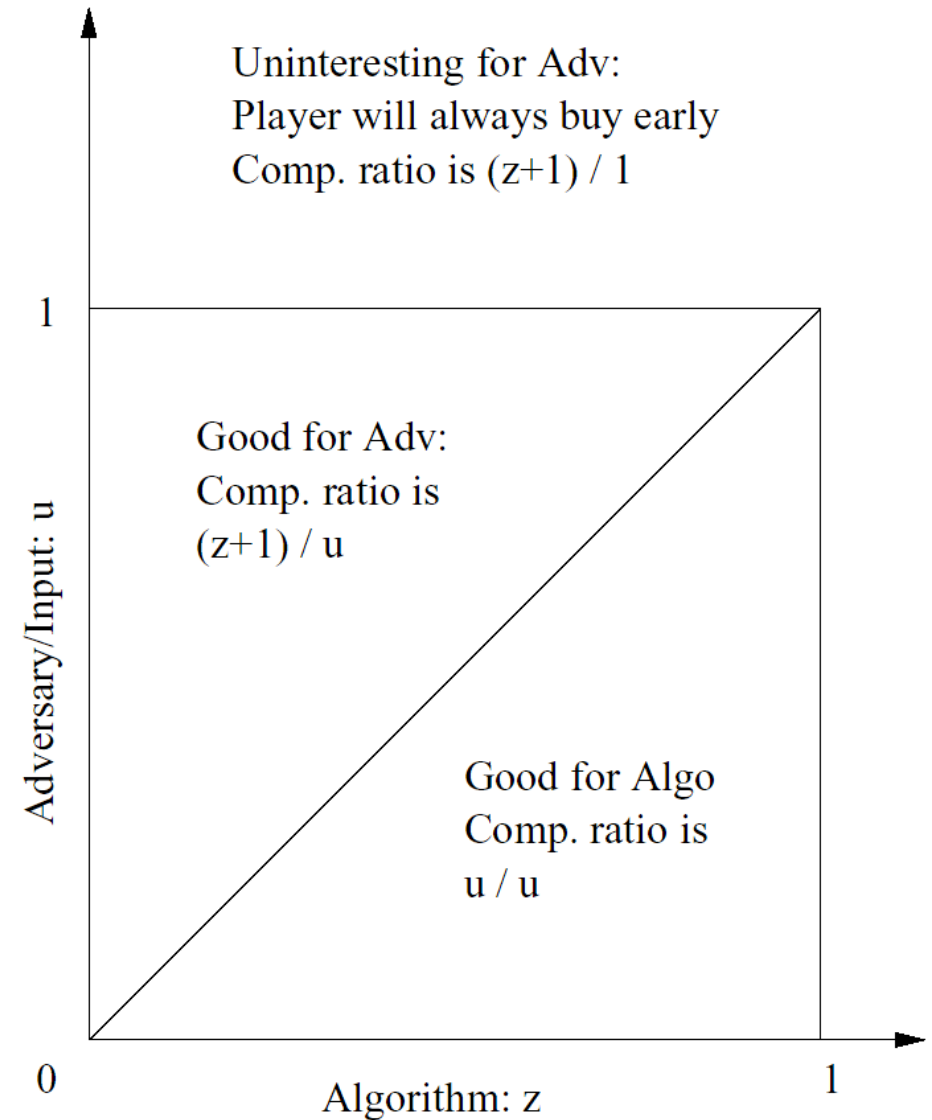 Uninteresting for Adv:
Player will always buy early
Comp. ratio is (z+1) / 1
1
Good for Adv:
Comp. ratio is
(z+1) / u
Adversary/Input: u
Good for Algo
Comp. ratio is
u / u
0
1
Algorithm: z